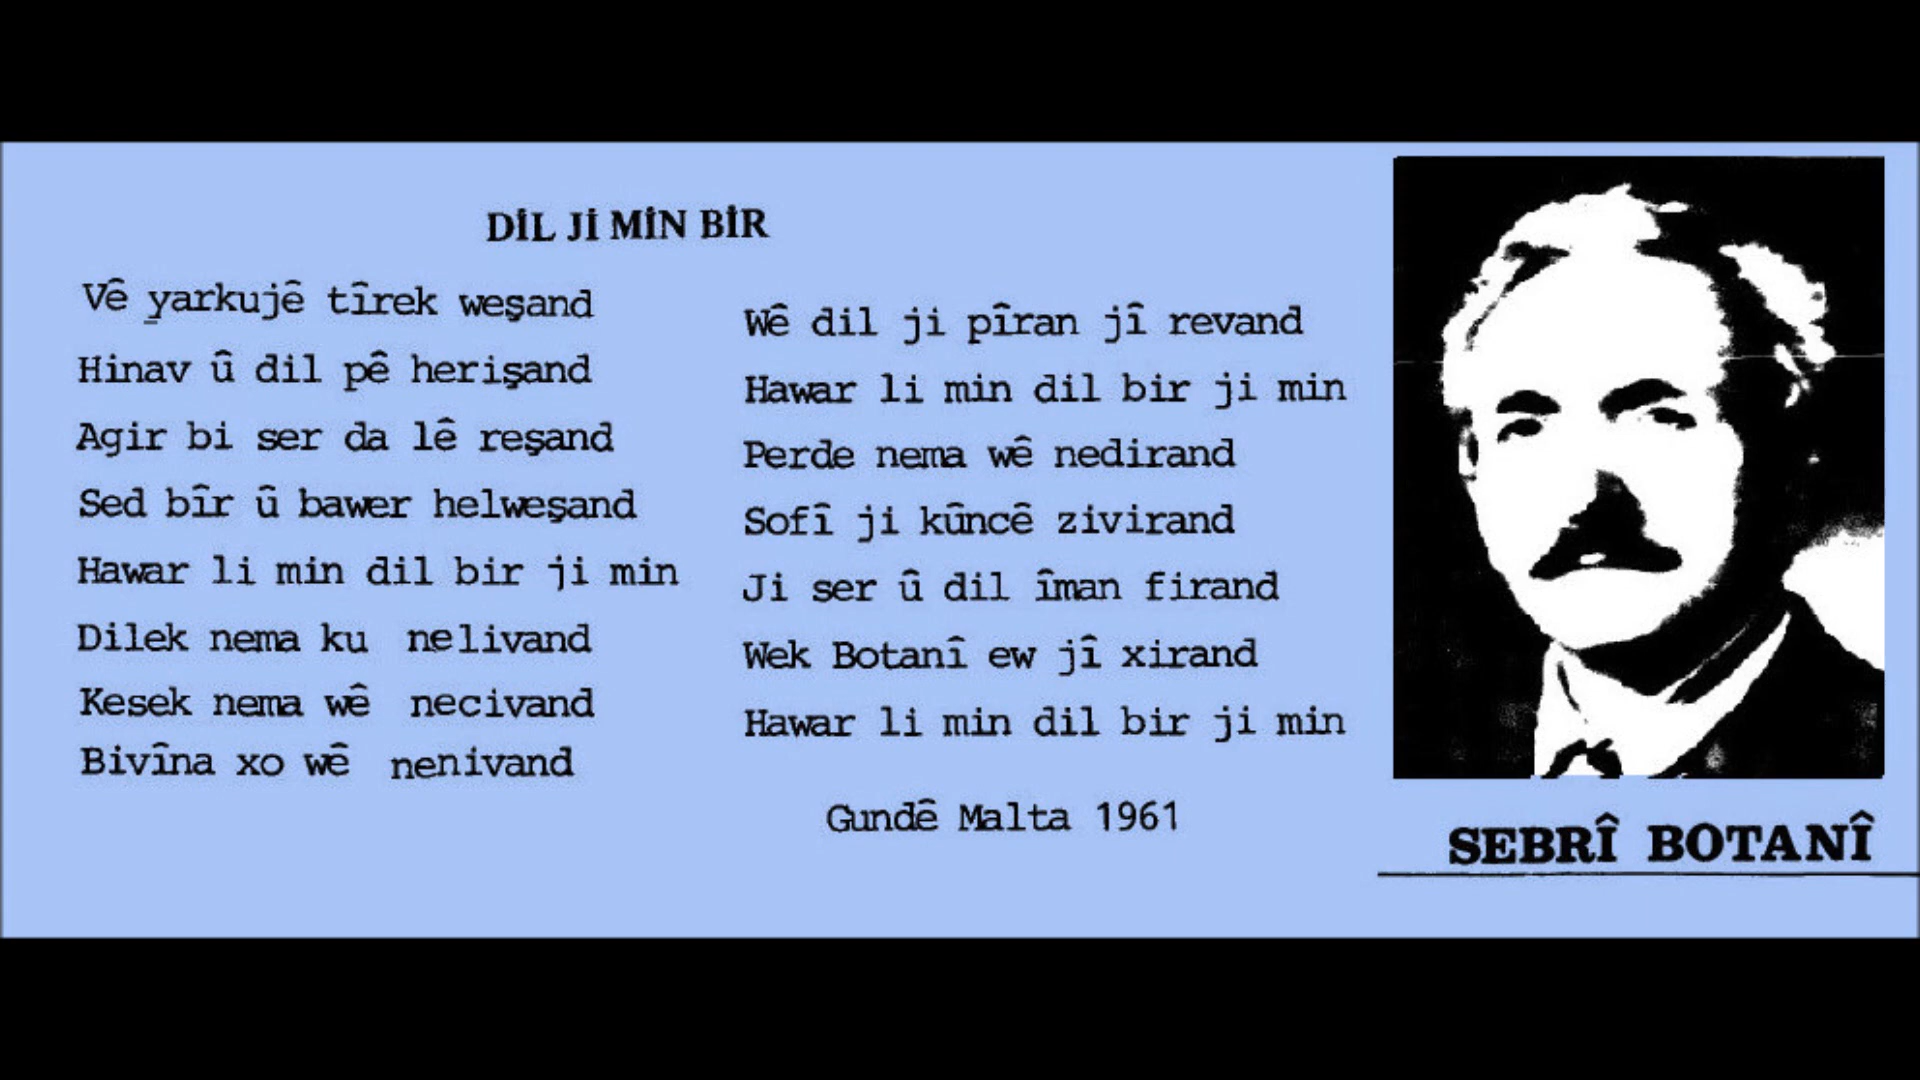 DİL Jİ MİN BİR
Vê yarkujê tîrek weşand
Hinav û dil pê herişand
Agir bi ser da lê reşand
Sed bîr û bawer helweşand
Hawar li min dil bir ji min
Dilek nema ku nelivand
Kesek nema wê necivand
Bivîna xo wê nenivand
Wê dil ji pîran jî revand
Hawar li min dil bir ji min
Perde nema wê nedirand
Sofî ji kûncê zivirand
Ji ser û dil îman firand
Wek Botanî ew jî xirand
Hawar li min dil bir ji min
Gundê Malta 1961
SEBRÎ BOTANÎ